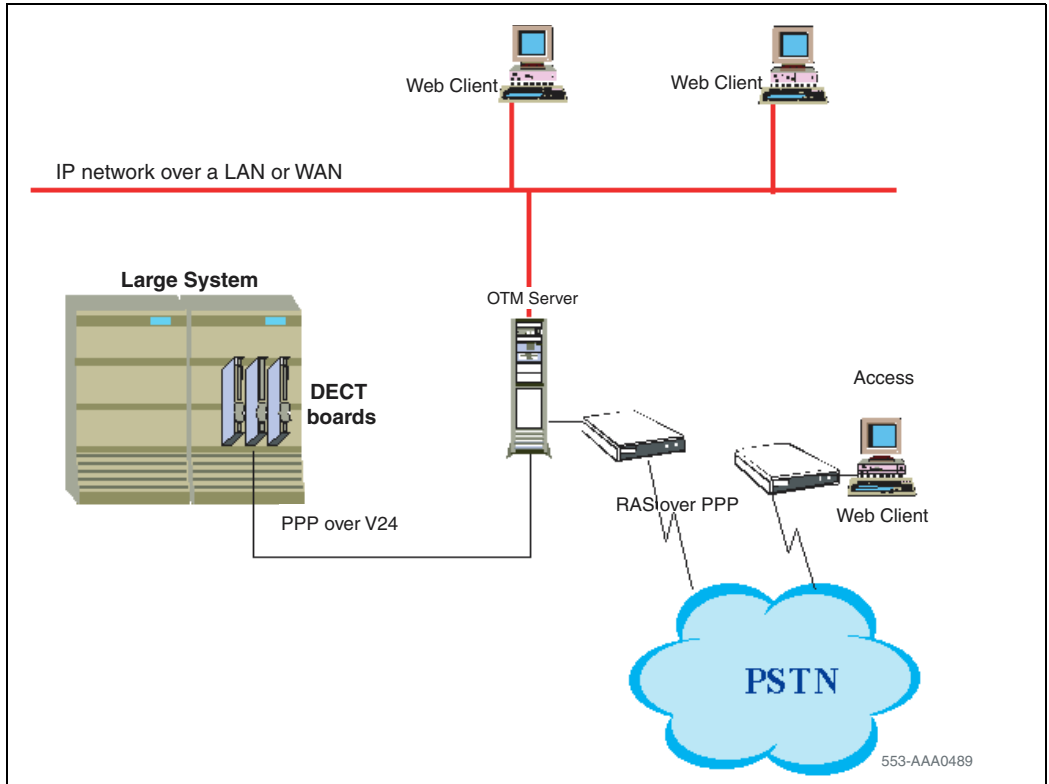 Web Client
Web Client
IP network over a LAN or WAN
Large System
OTM Server
DECT
boards
Access
PPP over V24
RAS over PPP
Web Client
PSTN
553-AAA0489